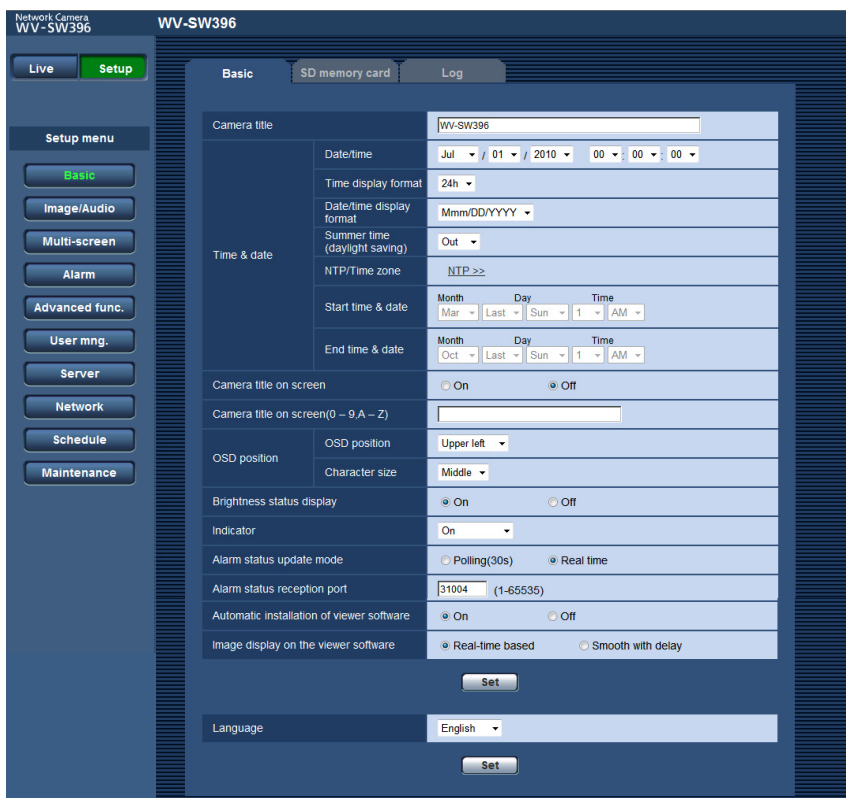 Network Camera
WV-SW396
WV-SW396
Live Setup
Basic SD memory card Log
Setup menu
Basic
Image/Audio
Multi-screen
Alarm
Advanced func.
User mng.
Server
Network
Schedule
Maintenance
Camera title WV-SW396
Time & date
Date/time Jul / 01 / 2010 00 : 00 : 00
Time display format 24h
Date/time display format Mmm/DD/YYYY
Summer time (daylight saving) Out
NTP/Time zone NTP >>
Start time & date
Month Day Time
Mar Last Sun 1 AM
End time & date
Month Day Time
Oct Last Sun 1 AM
Camera title on screen On Off
Camera title on screen(0 – 9,A – Z)
OSD position
OSD position Upper left
Character size Middle
Brightness status display On Off
Indicator On
Alarm status update mode Polling(30s) Real time
Alarm status reception port 31004 (1-65535)
Automatic installation of viewer software On Off
Image display on the viewer software Real-time based Smooth with delay
Set
Language English
Set